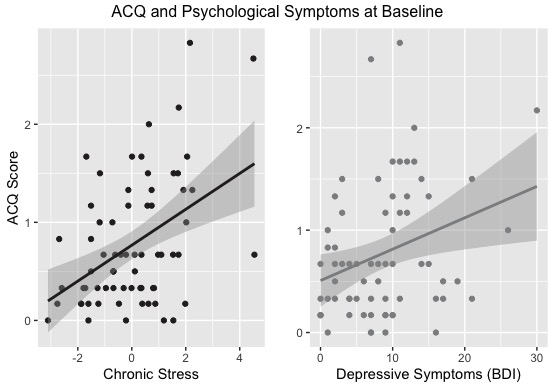 ACQ and Psychological Symptoms at Baseline
ACQ Score
2
1
0
-2 0 2 4
Chronic Stress
2
1
0
0 10 20 30
Depressive Symptoms (BDI)